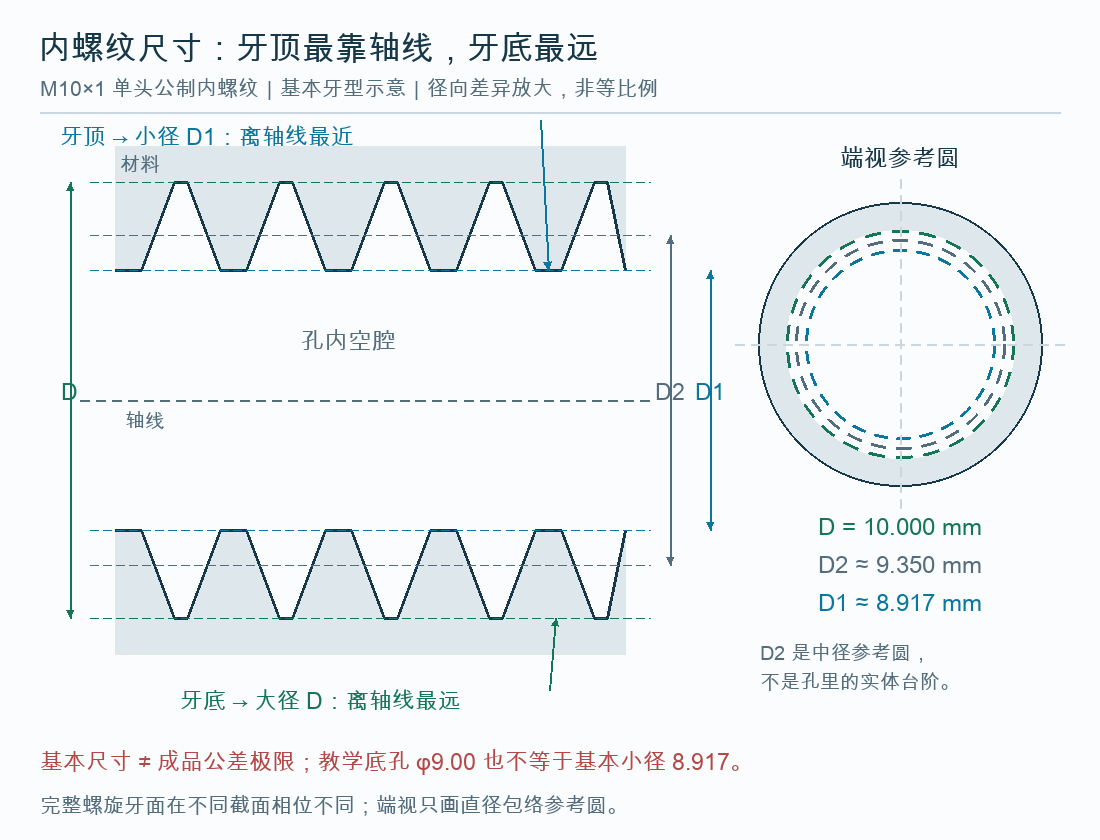 内螺纹尺寸：牙顶最靠轴线，牙底最远
M10×1 单头公制内螺纹 | 基本牙型示意 | 径向差异放大，非等比例
牙顶 → 小径 D1：离轴线最近
材料
端视参考圆
孔内空腔
D
D2
D1
轴线
D = 10.000 mm
D2 ≈ 9.350 mm
D1 ≈ 8.917 mm
D2 是中径参考圆，
不是孔里的实体台阶。
牙底 → 大径 D：离轴线最远
基本尺寸 ≠ 成品公差极限；教学底孔 φ9.00 也不等于基本小径 8.917。
完整螺旋牙面在不同截面相位不同；端视只画直径包络参考圆。